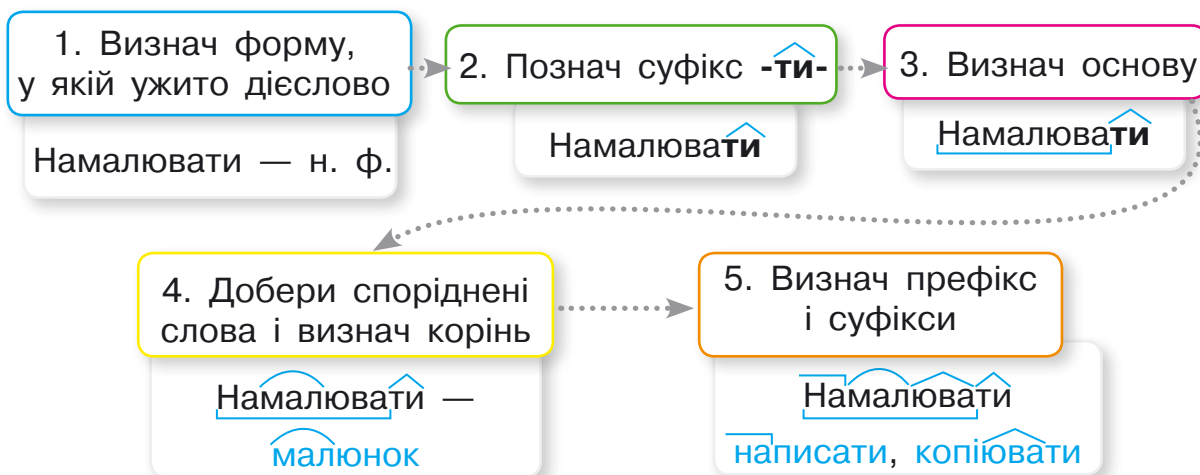 1. Визнач форму,
у якій ужито дієслово
Намалювати — н. ф.
2. Познач суфікс -ти-
Намалювати
3. Визнач основу
Намалювати
4. Добери споріднені
слова і визнач корінь
Намалювати —
малюнок
5. Визнач префікс
і суфікси
Намалювати
написати, копіювати